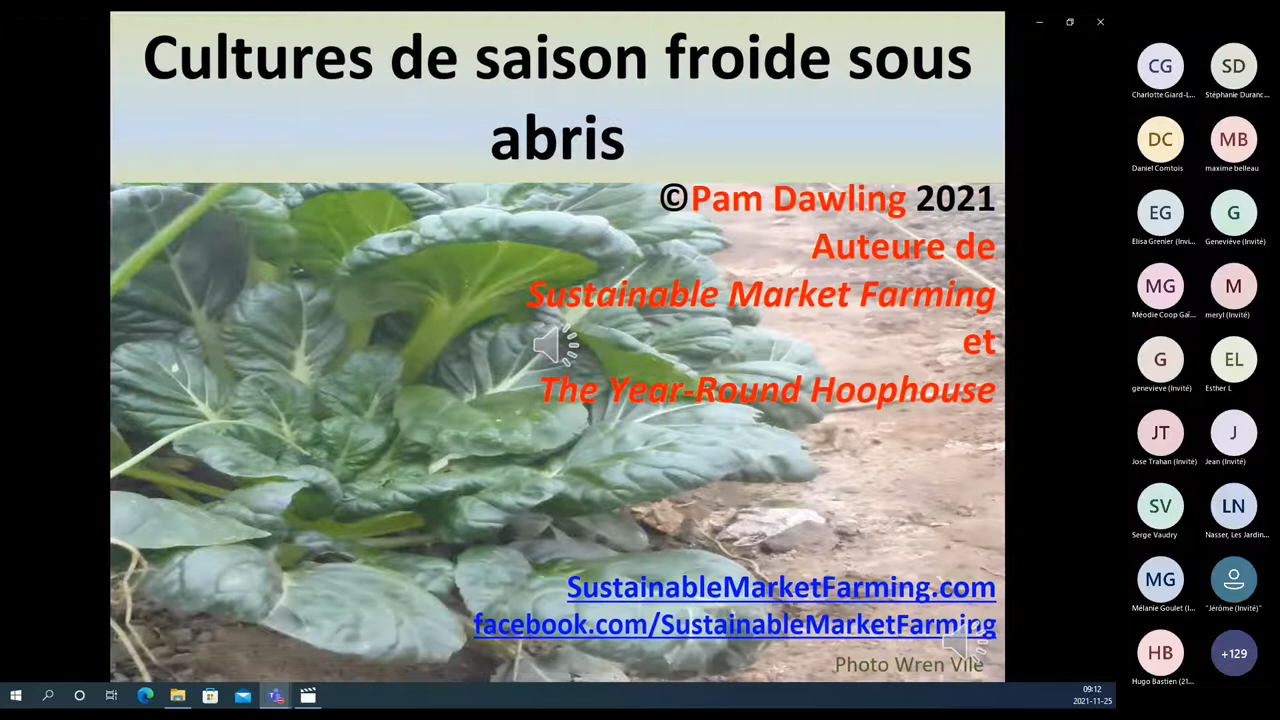 Cultures de saison froide sous
abris
©Pam Dawling 2021
Auteure de
Sustainable Market Farming
et
The Year-Round Hoophouse
SustainableMarketFarming.com
facebook.com/SustainableMarketFarming
Photo Wren Vile
CG SD
Charlotte Giard-L... Stéphanie Duranc...
DC MB
Daniel Comtois maxime belleau
EG G
Elisa Grenier (Invi... Geneviève (Invité)
MG M
Méodie Coop Gaï... meryl (Invité)
G EL
genevieve (Invité) Esther L
JT J
Jose Trahan (Invité) Jean (Invité)
SV LN
Serge Vaudry Nasser, Les Jardin...
MG
Mélanie Goulet (I... "Jérôme (Invité)"
HB +129
Hugo Bastien (21...
09:12
2021-11-25